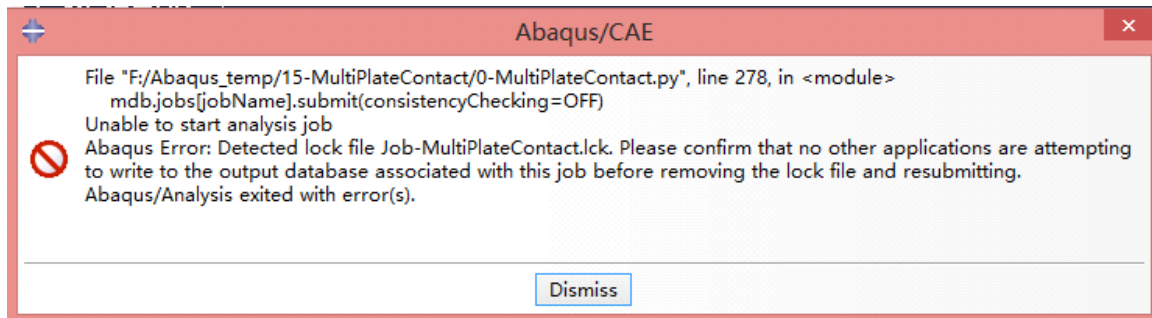 Abaqus/CAE
File "F:/Abaqus_temp/15-MultiPlateContact/0-MultiPlateContact.py", line 278, in <module>
mdb.jobs[jobName].submit(consistencyChecking=OFF)
Unable to start analysis job
Abaqus Error: Detected lock file Job-MultiPlateContact.lck. Please confirm that no other applications are attempting
to write to the output database associated with this job before removing the lock file and resubmitting.
Abaqus/Analysis exited with error(s).
Dismiss